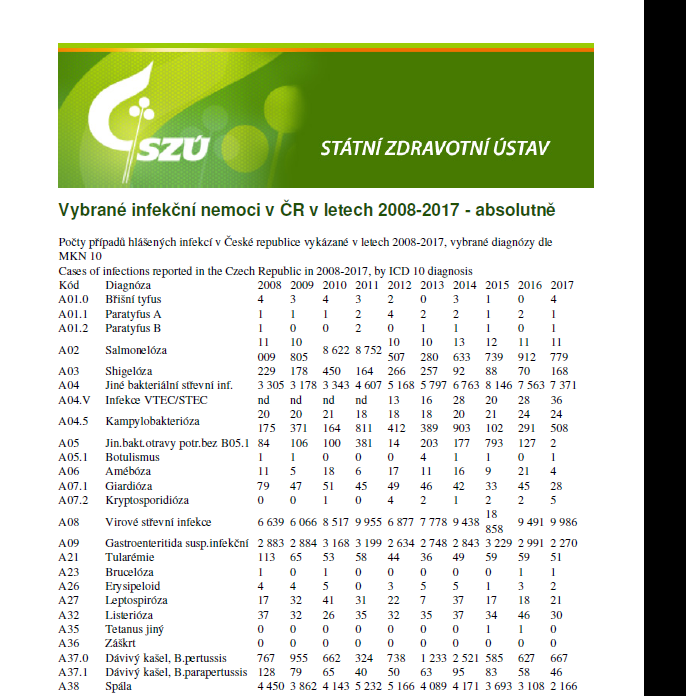 SZÚ
STÁTNÍ ZDRAVOTNÍ ÚSTAV
Vybrané infekční nemoci v ČR v letech 2008-2017 - absolutně
Počty případů hlášených infekcí v České republice vykázané v letech 2008-2017, vybrané diagnózy dle
MKN 10
Cases of infections reported in the Czech Republic in 2008-2017, by ICD 10 diagnosis
Kód Diagnóza 2008 2009 2010 2011 2012 2013 2014 2015 2016 2017
A01.0 Břišní tyfus 4 3 4 3 2 0 3 1 0 4
A01.1 Paratyfus A 1 1 1 2 4 2 2 1 2 1
A01.2 Paratyfus B 1 0 0 2 0 1 1 1 0 1
A02 Salmonelóza 11 009 10 805 8 622 8 752 10 507 10 280 13 633 12 739 11 912 11 779
A03 Shigelóza 229 178 450 164 266 257 92 88 70 168
A04 Jiné bakteriální střevní inf. 3 305 3 178 3 343 4 607 5 168 5 797 6 763 8 146 7 563 7 371
A04.V Infekce VTEC/STEC nd nd nd nd 13 16 28 20 28 36
A04.5 Kampylobakterióza 20 175 20 371 21 164 18 811 18 412 18 389 20 903 21 102 24 291 24 508
A05 Jin.bakt.otravy potr.bez B05.1 84 106 100 381 14 203 177 793 127 2
A05.1 Botulismus 1 1 0 0 0 4 1 1 0 1
A06 Amébóza 11 5 18 6 17 11 16 9 21 4
A07.1 Giardióza 79 47 51 45 49 46 42 33 45 28
A07.2 Kryptosporidióza 0 0 1 0 4 2 1 2 2 5
A08 Virové střevní infekce 6 639 6 066 8 517 9 955 6 877 7 778 9 438 18 858 9 491 9 986
A09 Gastroenteritida susp.infekční 2 883 2 884 3 168 3 199 2 634 2 748 2 843 3 229 2 991 2 270
A21 Tularémie 113 65 53 58 44 36 49 59 59 51
A23 Brucelóza 1 0 1 0 0 0 0 0 1 1
A26 Erysipeloid 4 4 5 0 3 5 5 1 3 2
A27 Leptospiróza 17 32 41 31 22 7 37 17 18 21
A32 Listerióza 37 32 26 35 32 35 37 34 46 30
A35 Tetanus jiný 0 0 0 0 0 0 0 1 1 0
A36 Záškrt 0 0 0 0 0 0 0 0 0 0
A37.0 Dávivý kašel, B.pertussis 767 955 662 324 738 1 233 2 521 585 627 667
A37.1 Dávivý kašel, B.parapertussis 128 79 65 40 50 63 95 83 58 46
A38 Spála 4 450 3 862 4 143 5 232 5 166 4 089 4 171 3 693 3 108 2 166